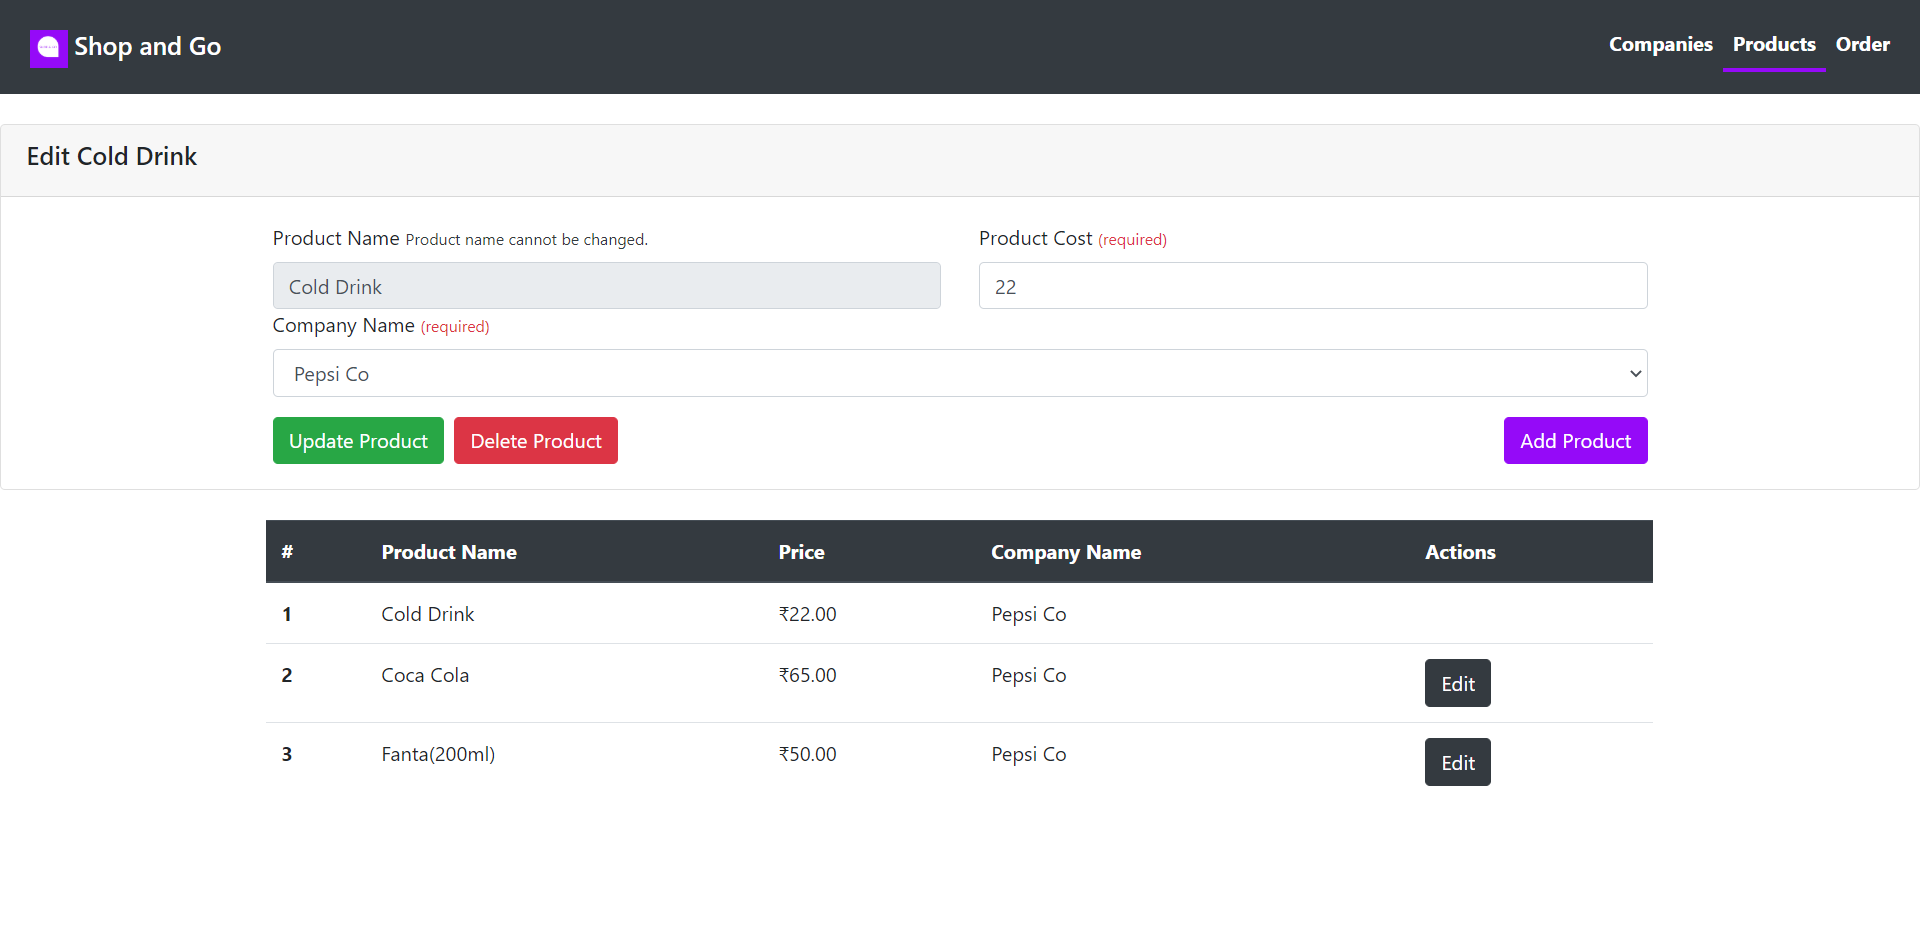 Shop and Go
Companies Products Order
Edit Cold Drink
Product Name Product name cannot be changed.
Product Cost (required)
Cold Drink
22
Company Name (required)
Pepsi Co
Update Product Delete Product Add Product
# Product Name Price Company Name Actions
1 Cold Drink ₹22.00 Pepsi Co
2 Coca Cola ₹65.00 Pepsi Co Edit
3 Fanta(200ml) ₹50.00 Pepsi Co Edit